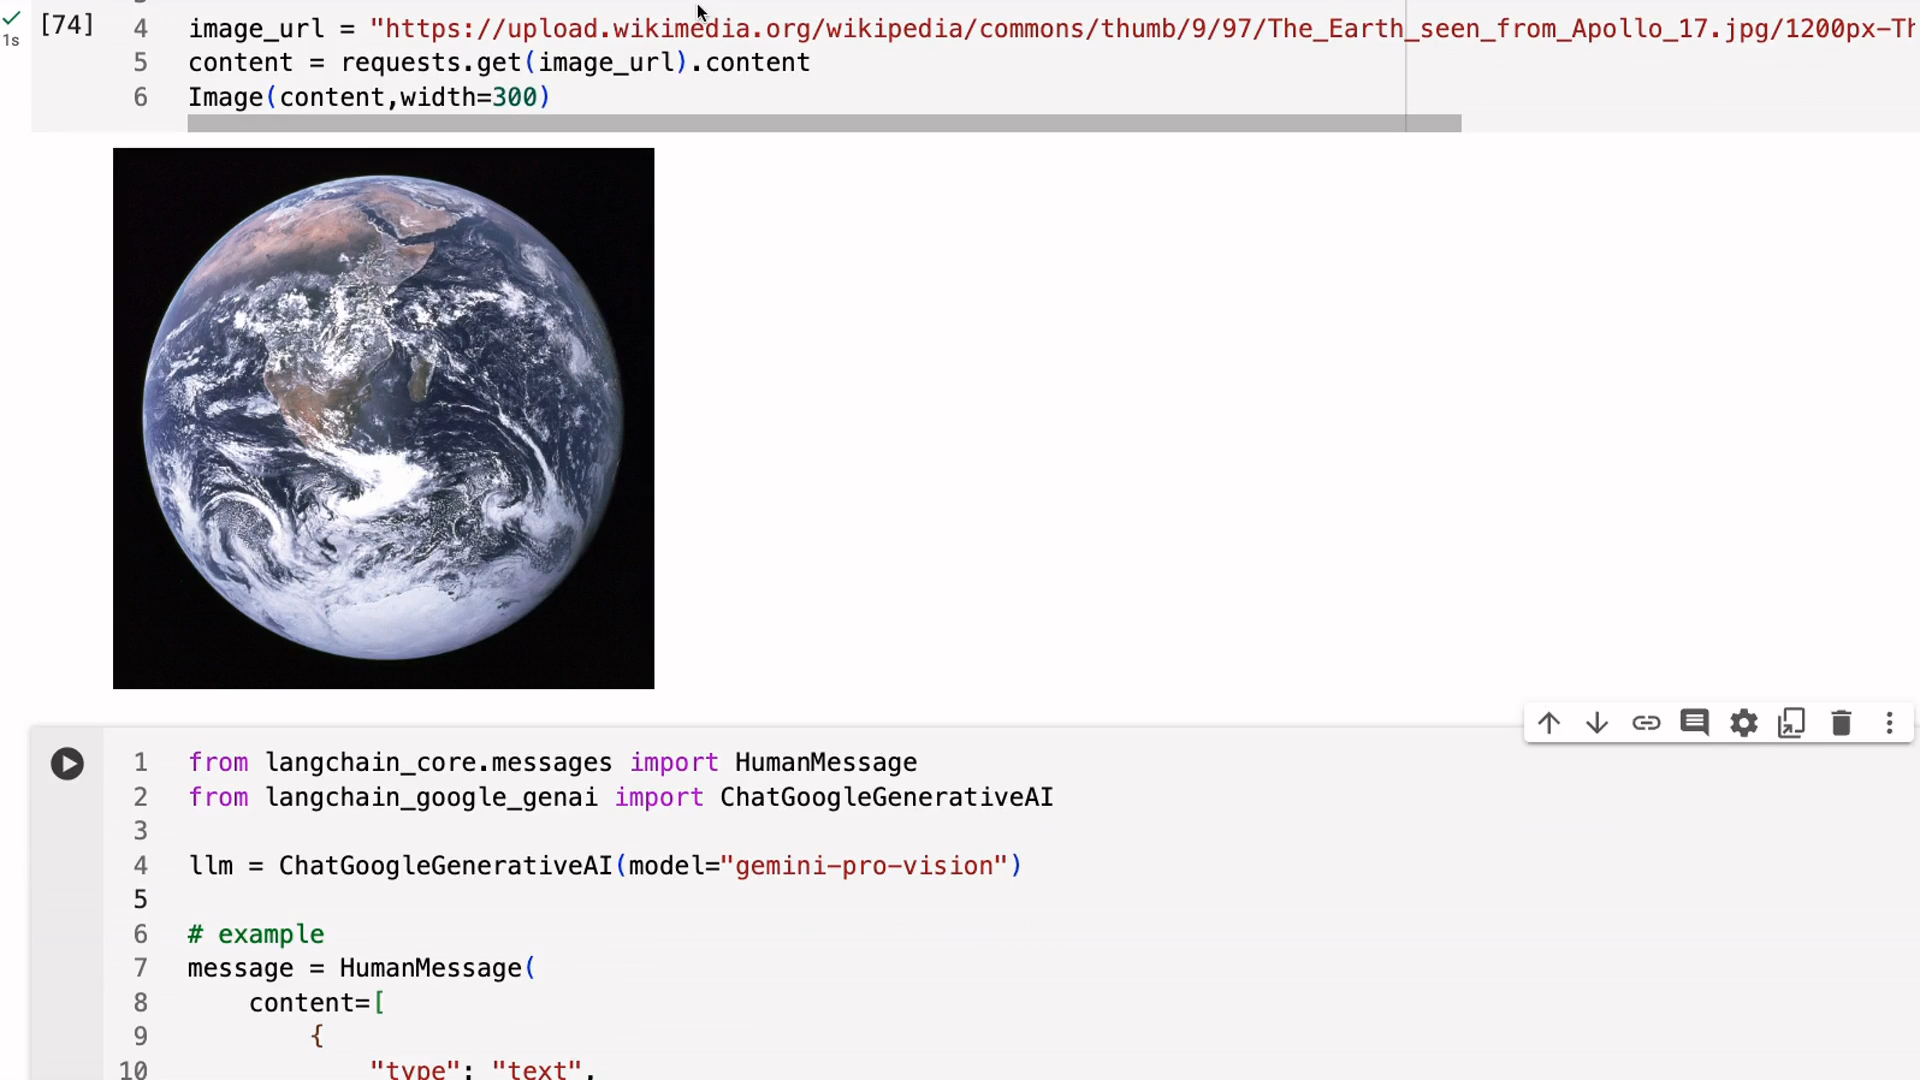 [74] 4 image_url = "https://upload.wikimedia.org/wikipedia/commons/thumb/9/97/The_Earth_seen_from_Apollo_17.jpg/1200px-Th
1s
5 content = requests.get(image_url).content
6 Image(content,width=300)
1 from langchain_core.messages import HumanMessage
2 from langchain_google_genai import ChatGoogleGenerativeAI
3
4 llm = ChatGoogleGenerativeAI(model="gemini-pro-vision")
5
6 # example
7 message = HumanMessage(
8 content=[
9 {
10 "type": "text",